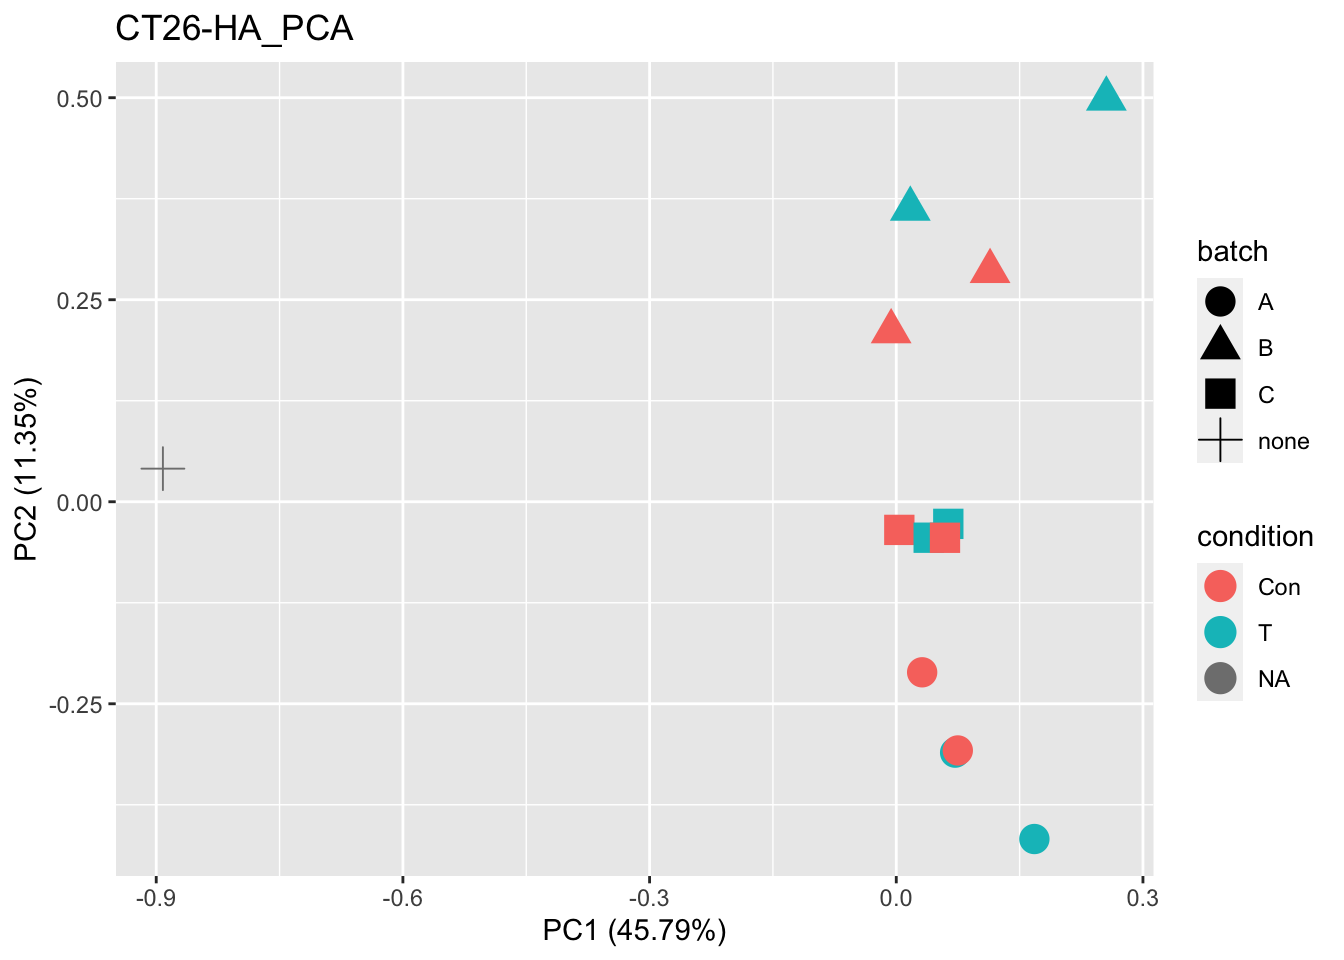 CT26-HA_PCA
0.50
0.25
0.00
-0.25
PC2 (11.35%)
-0.9
-0.6
-0.3
0.0
0.3
PC1 (45.79%)
batch
A
B
C
none
condition
Con
T
NA